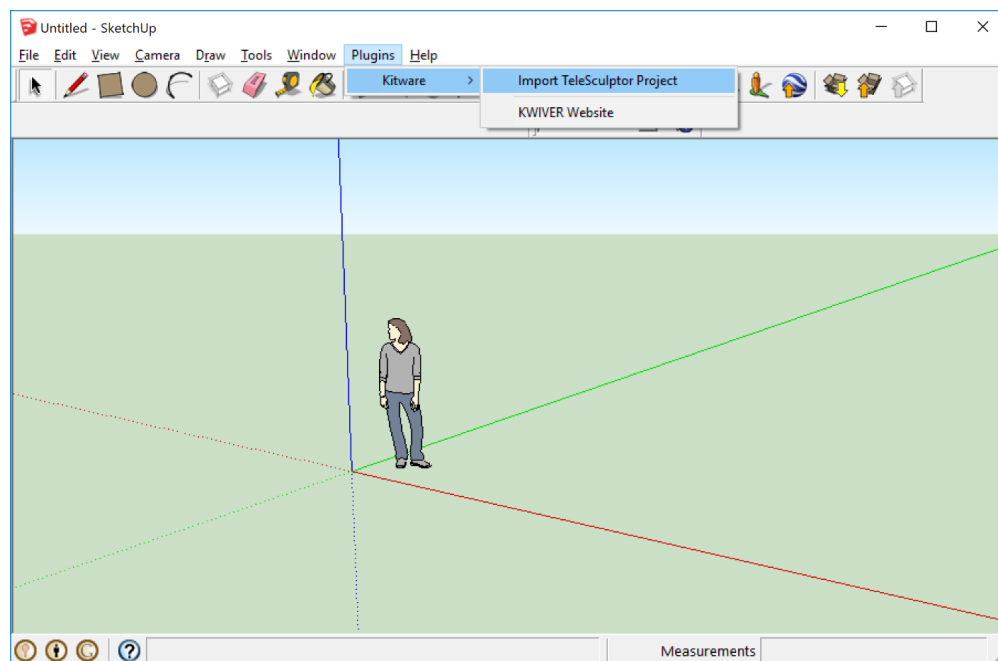 Untitled - SketchUp
File Edit View Camera Draw Tools Window Plugins Help
Kitware > Import TeleSculptor Project
KWIVER Website
Measurements